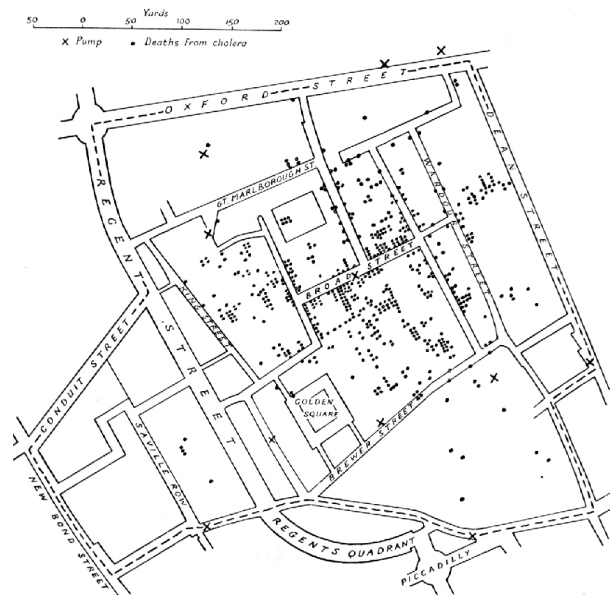 Yards
50 0 50 100 150 200
x Pump • Deaths from cholera
OXFORD STREET
REGENT STREET
GT. MARLBOROUGH ST
DEAN STREET
WARDOUR STREET
BROAD STREET
KING STREET
CONDUIT STREET
GOLDEN SQUARE
SAVILLE ROW
BREWER STREET
NEW BOND STREET
REGENTS QUADRANT
PICCADILLY